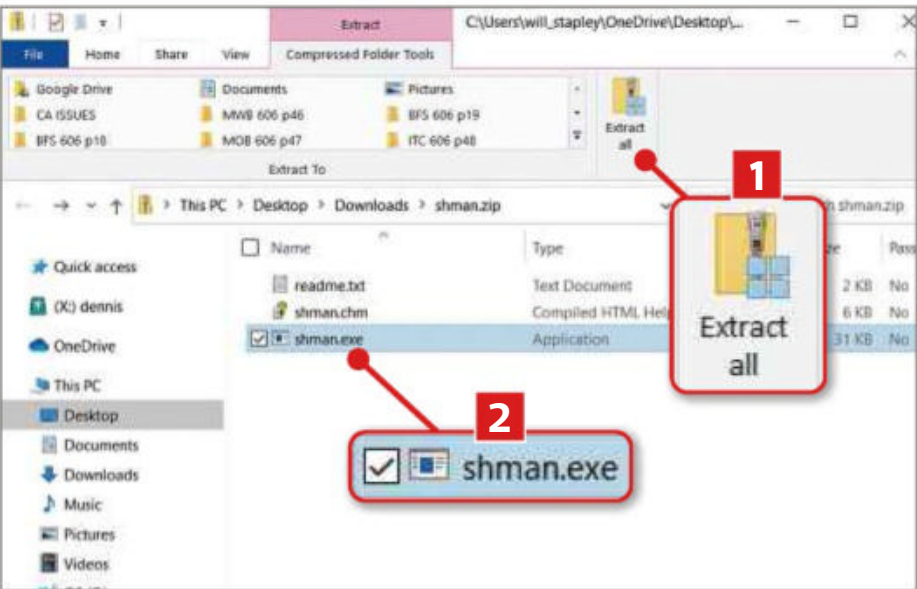 Extract C:\Users\will_stapley\OneDrive\Desktop\...
File Home Share View Compressed Folder Tools
Google Drive Documents Pictures
CA ISSUES MWB 606 p46 BFS 606 p19
BFS 606 p18 MOB 606 p47 ITC 606 p48
Extract all
Extract To
1
This PC > Desktop > Downloads > shman.zip
shman.zip
Name Type
Quick access
readme.txt Text Document 2 KB No
(X:) dennis
shman.chm Compiled HTML Help 6 KB No
shman.exe Application 31 KB No
OneDrive
Extract
all
This PC
Desktop
2
shman.exe
Documents
Downloads
Music
Pictures
Videos